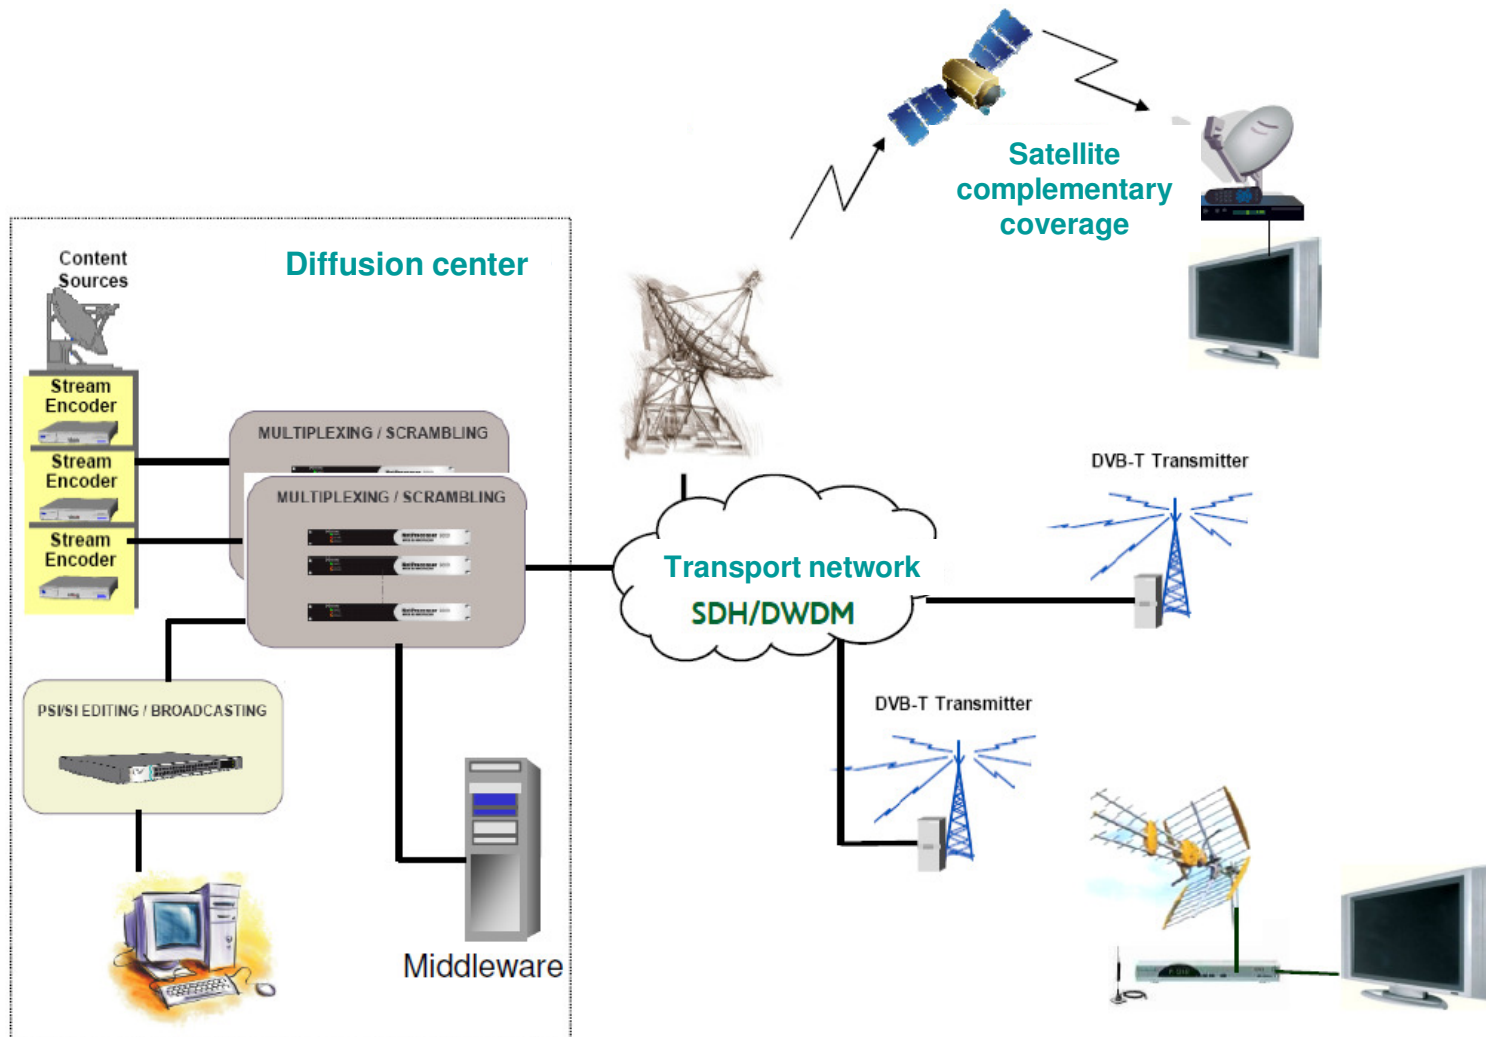 Satellite
complementary
coverage
Diffusion center
Content
Sources
Stream
Encoder
Stream
Encoder
Stream
Encoder
MULTIPLEXING / SCRAMBLING
MULTIPLEXING / SCRAMBLING
DVB-T Transmitter
Transport network
SDH/DWDM
PSI/SI EDITING / BROADCASTING
DVB-T Transmitter
Middleware